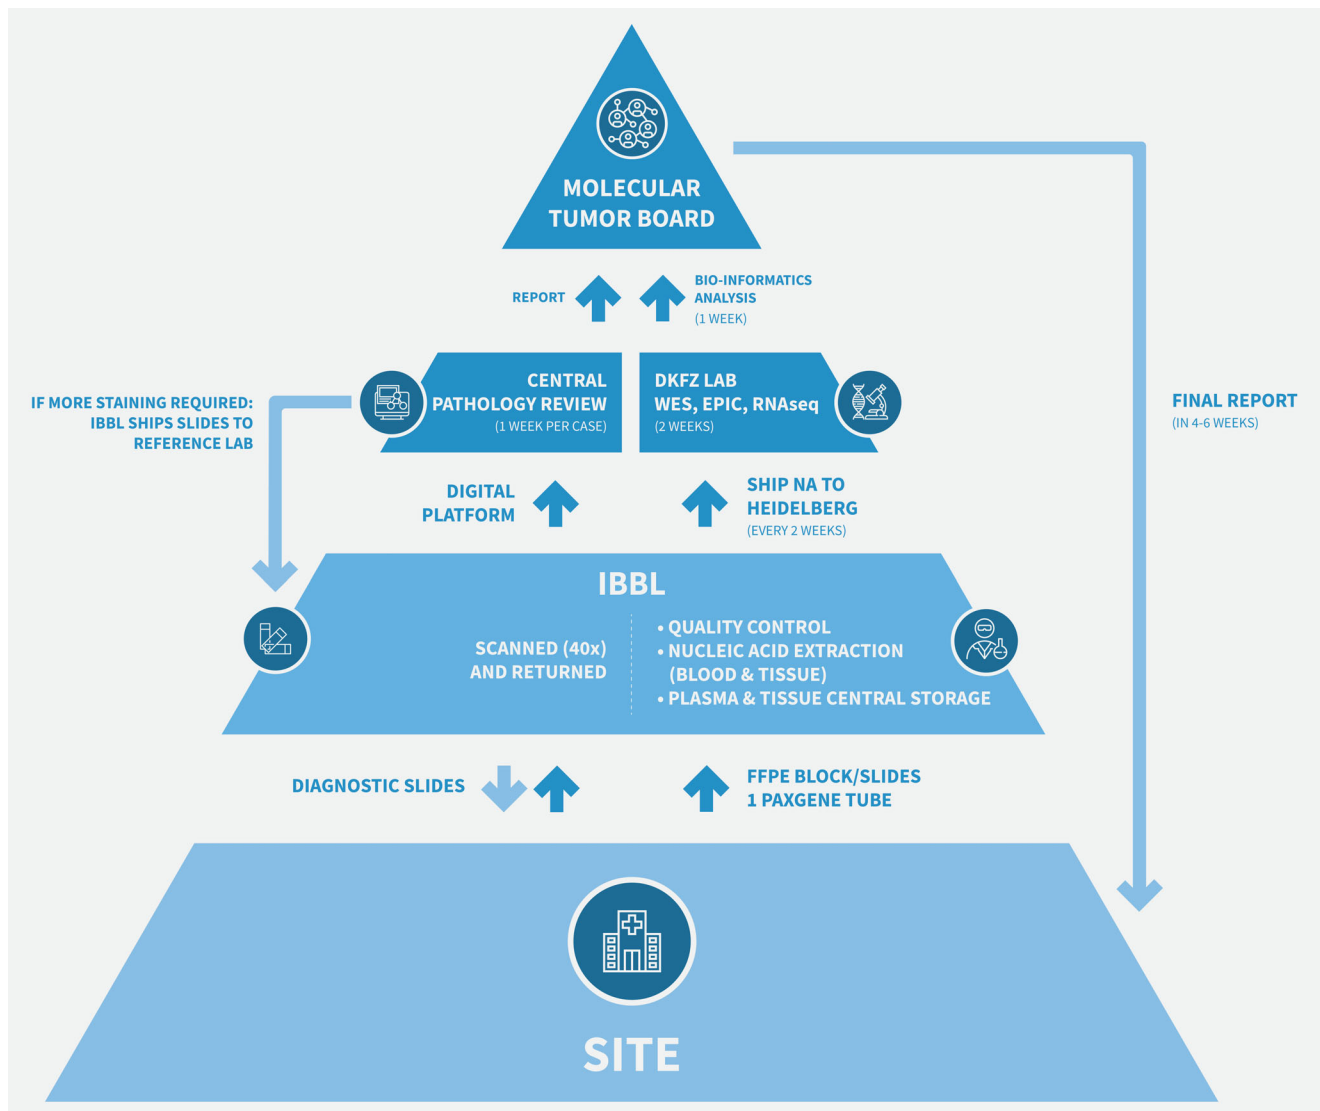 MOLECULAR
TUMOR BOARD
REPORT
BIO-INFORMATICS
ANALYSIS
(1 WEEK)
IF MORE STAINING REQUIRED:
IBBL SHIPS SLIDES TO
REFERENCE LAB
CENTRAL
PATHOLOGY REVIEW
(1 WEEK PER CASE)
DKFZ LAB
WES, EPIC, RNAseq
(2 WEEKS)
FINAL REPORT
(IN 4-6 WEEKS)
DIGITAL
PLATFORM
SHIP NA TO
HEIDELBERG
(EVERY 2 WEEKS)
IBBL
SCANNED (40x)
AND RETURNED
• QUALITY CONTROL
• NUCLEIC ACID EXTRACTION
(BLOOD & TISSUE)
• PLASMA & TISSUE CENTRAL STORAGE
DIAGNOSTIC SLIDES
FFPE BLOCK/SLIDES
1 PAXGENE TUBE
SITE